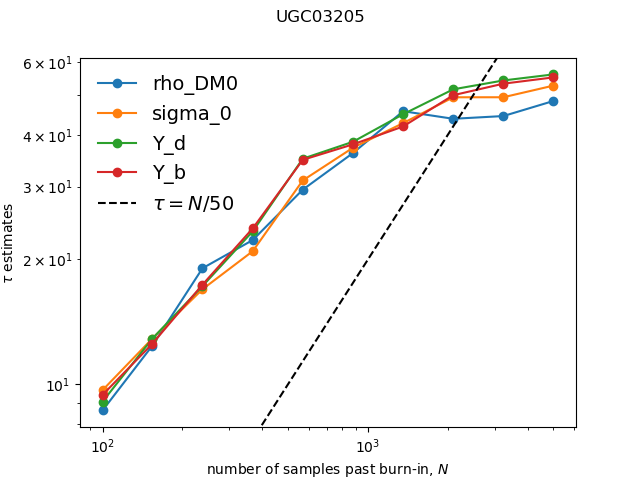 UGC03205
rho_DM0
sigma_0
Y_d
Y_b
τ = N/50
6 × 10¹
4 × 10¹
3 × 10¹
2 × 10¹
10¹
τ estimates
10² 10³
number of samples past burn-in, N